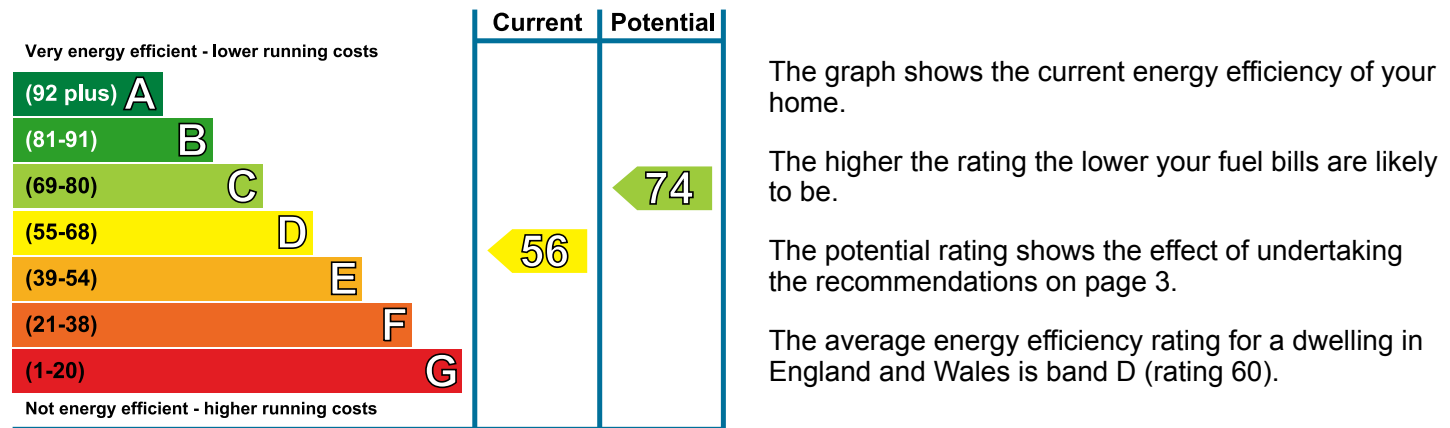 Current Potential
Very energy efficient - lower running costs
(92 plus) A
(81-91) B
(69-80) C
74
(55-68) D
56
(39-54) E
(21-38) F
(1-20) G
Not energy efficient - higher running costs
The graph shows the current energy efficiency of your
home.
The higher the rating the lower your fuel bills are likely
to be.
The potential rating shows the effect of undertaking
the recommendations on page 3.
The average energy efficiency rating for a dwelling in
England and Wales is band D (rating 60).